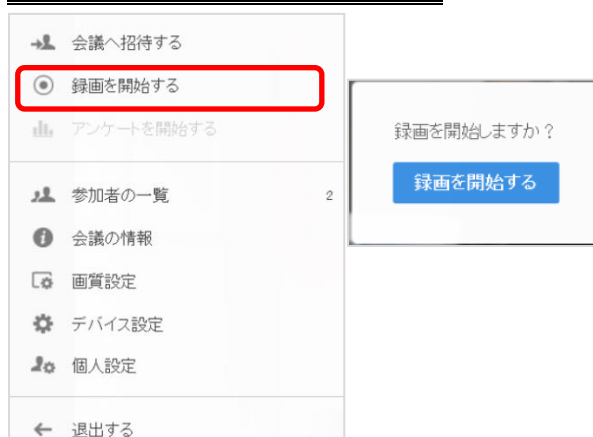 会議へ招待する
録画を開始する
アンケートを開始する
参加者の一覧 2
会議の情報
画質設定
デバイス設定
個人設定
退出する
録画を開始しますか？
録画を開始する